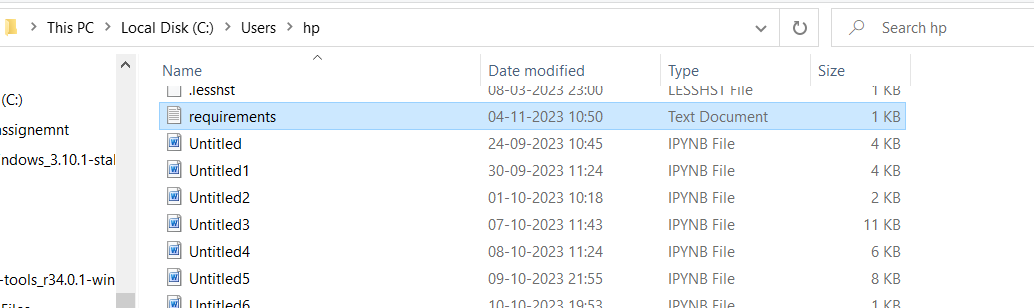 This PC > Local Disk (C:) > Users > hp
Search hp
Name Date modified Type Size
.lesshst 08-03-2023 23:00 LESSHST File 1 KB
(C:)
requirements 04-11-2023 10:50 Text Document 1 KB
assignemnt
Untitled 24-09-2023 10:45 IPYNB File 4 KB
indows_3.10.1-stal
Untitled1 30-09-2023 11:24 IPYNB File 4 KB
Untitled2 01-10-2023 10:18 IPYNB File 2 KB
Untitled3 07-10-2023 11:43 IPYNB File 11 KB
Untitled4 08-10-2023 11:24 IPYNB File 6 KB
-tools_r34.0.1-win
Untitled5 09-10-2023 21:55 IPYNB File 8 KB
Files
Untitled6 10-10-2023 19:53 IPYNB File 1 KB